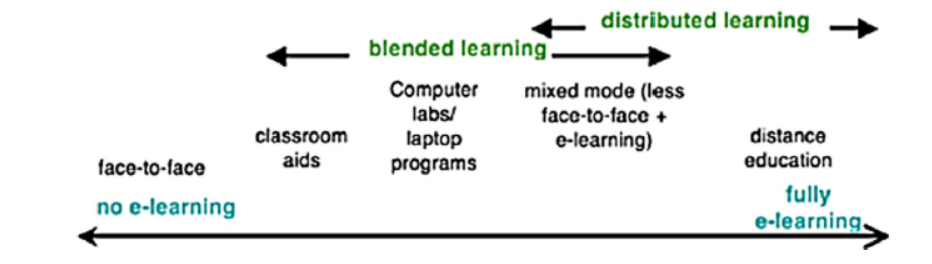 distributed learning
blended learning
Computer
labs/
laptop
programs
mixed mode (less
face-to-face +
e-learning)
classroom
aids
distance
education
face-to-face
no e-learning
fully
e-learning